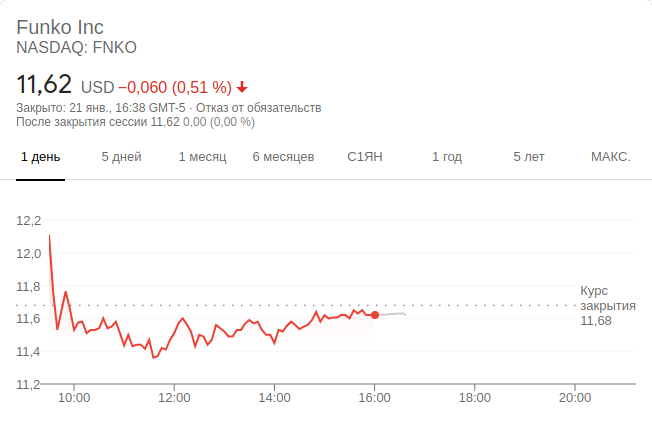 Funko Inc
NASDAQ: FNKO
11,62 USD −0,060 (0,51 %)
Закрыто: 21 янв., 16:38 GMT-5 · Отказ от обязательств
После закрытия сессии 11,62 0,00 (0,00 %)
1 день 5 дней 1 месяц 6 месяцев С1ЯН 1 год 5 лет МАКС.
12,2
12,0
11,8
11,6
11,4
11,2
Курс
закрытия
11,68
10:00 12:00 14:00 16:00 18:00 20:00